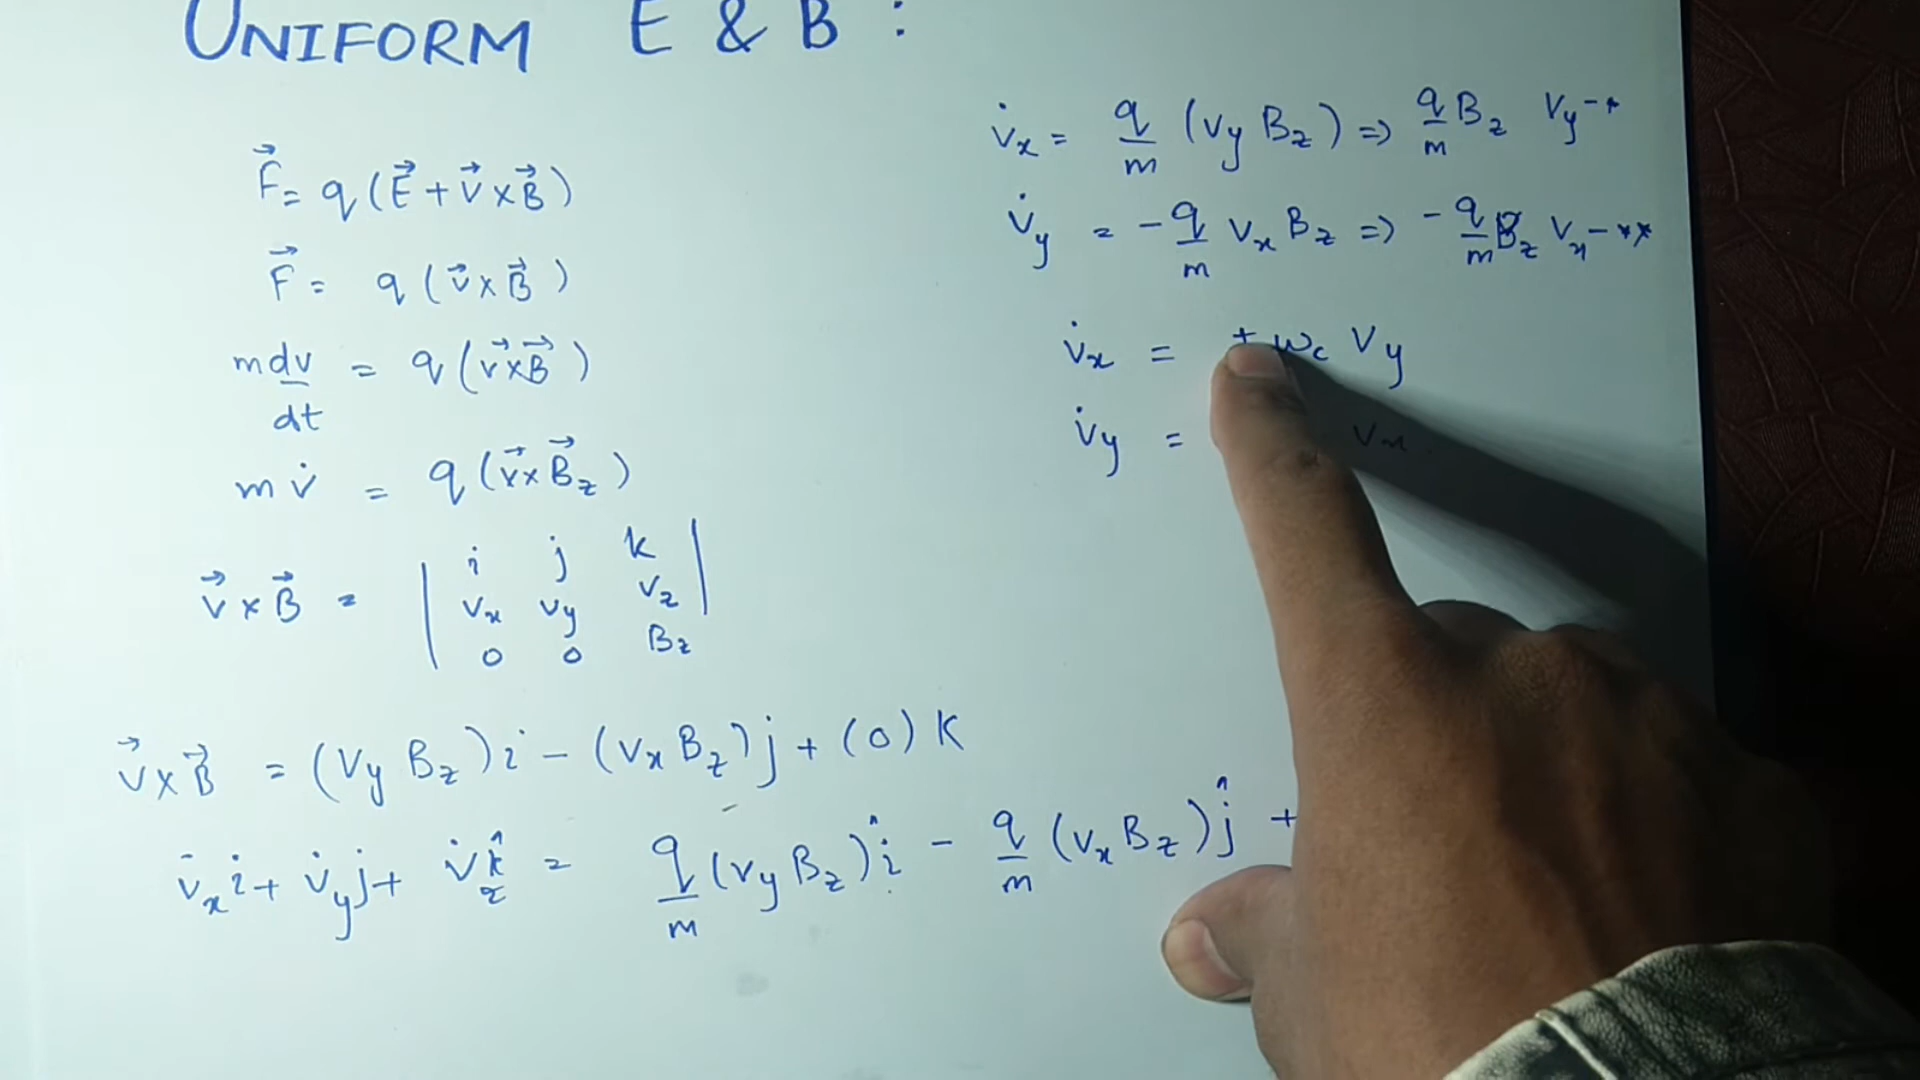 UNIFORM E & B :
F⃗ = q (E⃗ + v⃗ × B⃗)
F⃗ = q ( v⃗ × B⃗ )
m dv/dt = q (v⃗ × B⃗ )
m v̇ = q (v⃗ × B⃗z )
v⃗ × B⃗ = | i j k
vx vy vz |
0 0 Bz
v⃗ × B⃗ = (Vy Bz) i - (Vx Bz) j + (0) K
v̇x i + v̇y j + v̇z k̂ = q/m (vy Bz) î - q/m (vx Bz) ĵ +
v̇x = q/m (vy Bz) => q/m Bz Vy - *
v̇y = - q/m Vx Bz => - q/m Bz Vx - **
v̇x = + ωc Vy
v̇y = Vx